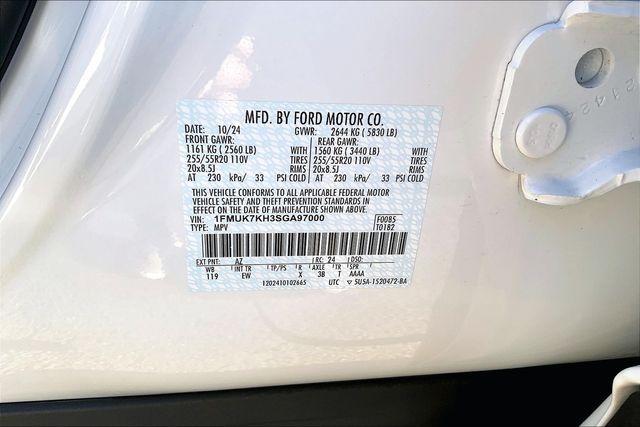 MFD. BY FORD MOTOR CO.
DATE: 10/24 GVWR: 2644 KG ( 5830 LB)
FRONT GAWR: REAR GAWR:
1161 KG ( 2560 LB) WITH 1560 KG ( 3440 LB) WITH
255/55R20 110V TIRES 255/55R20 110V TIRES
20x8.5J RIMS 20x8.5J RIMS
AT 230 kPa/ 33 PSI COLD AT 230 kPa/ 33 PSI COLD
THIS VEHICLE CONFORMS TO ALL APPLICABLE FEDERAL MOTOR
VEHICLE SAFETY AND THEFT PREVENTION STANDARDS IN
EFFECT ON THE DATE OF MANUFACTURE SHOWN ABOVE.
VIN: 1FMUK7KH3SGA97000 F0085
TYPE: MPV T0182
EXT PNT: AZ RC: 24 DSO:
WB INT TR TP/PS R AXLE TR SPR
119 EW X 3B T AAAA
1202410102665 UTC ▽ 5U5A-1520472-BA
21424